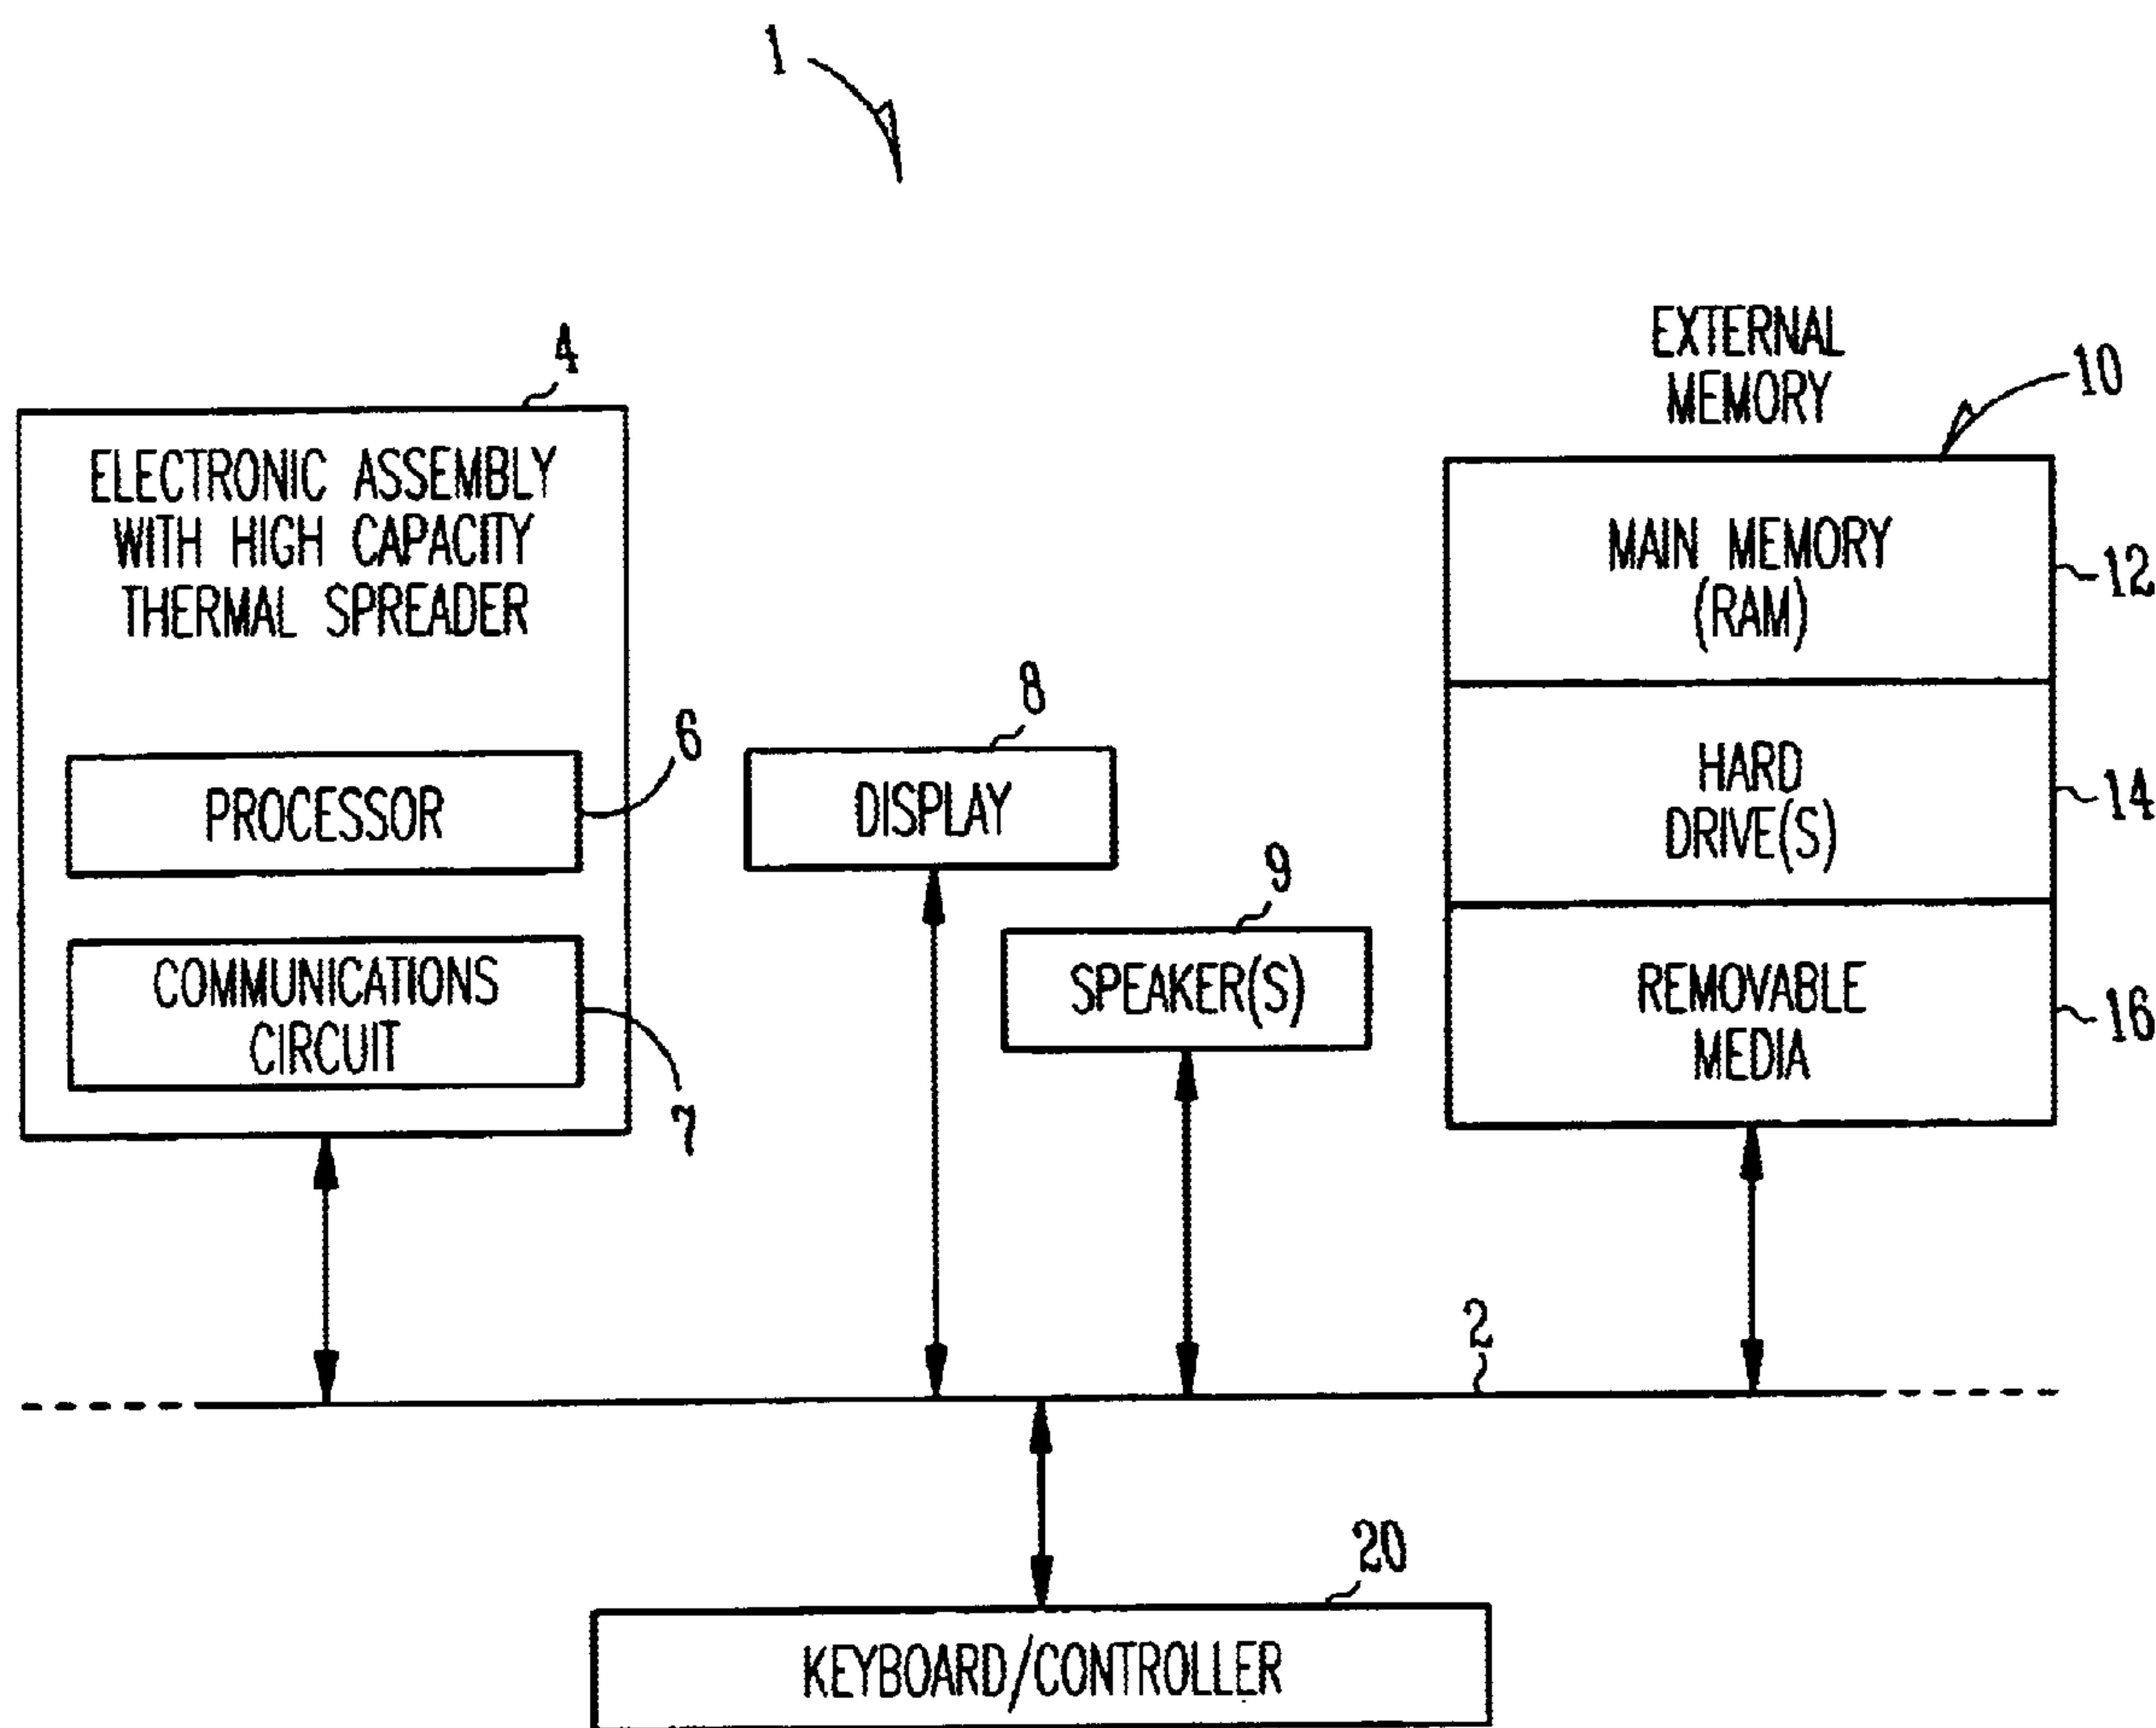 1
4
ELECTRONIC ASSEMBLY
WITH HIGH CAPACITY
THERMAL SPREADER
6
PROCESSOR
COMMUNICATIONS
CIRCUIT
7
8
DISPLAY
9
SPEAKER(S)
EXTERNAL
MEMORY
10
MAIN MEMORY
(RAM)
12
HARD
DRIVE(S)
14
REMOVABLE
MEDIA
16
2
20
KEYBOARD/CONTROLLER